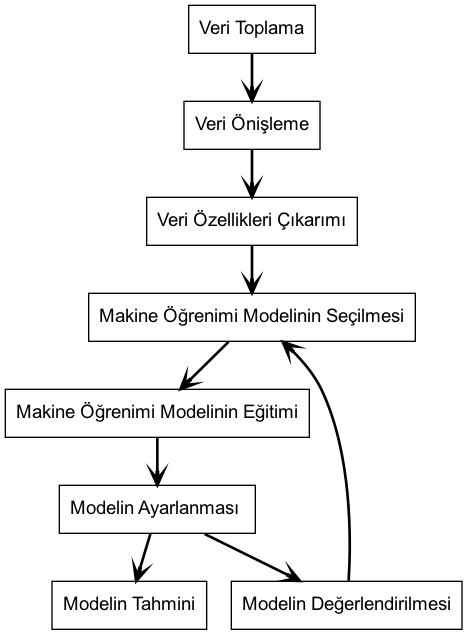 Veri Toplama
Veri Önişleme
Veri Özellikleri Çıkarımı
Makine Öğrenimi Modelinin Seçilmesi
Makine Öğrenimi Modelinin Eğitimi
Modelin Ayarlanması
Modelin Tahmini
Modelin Değerlendirilmesi